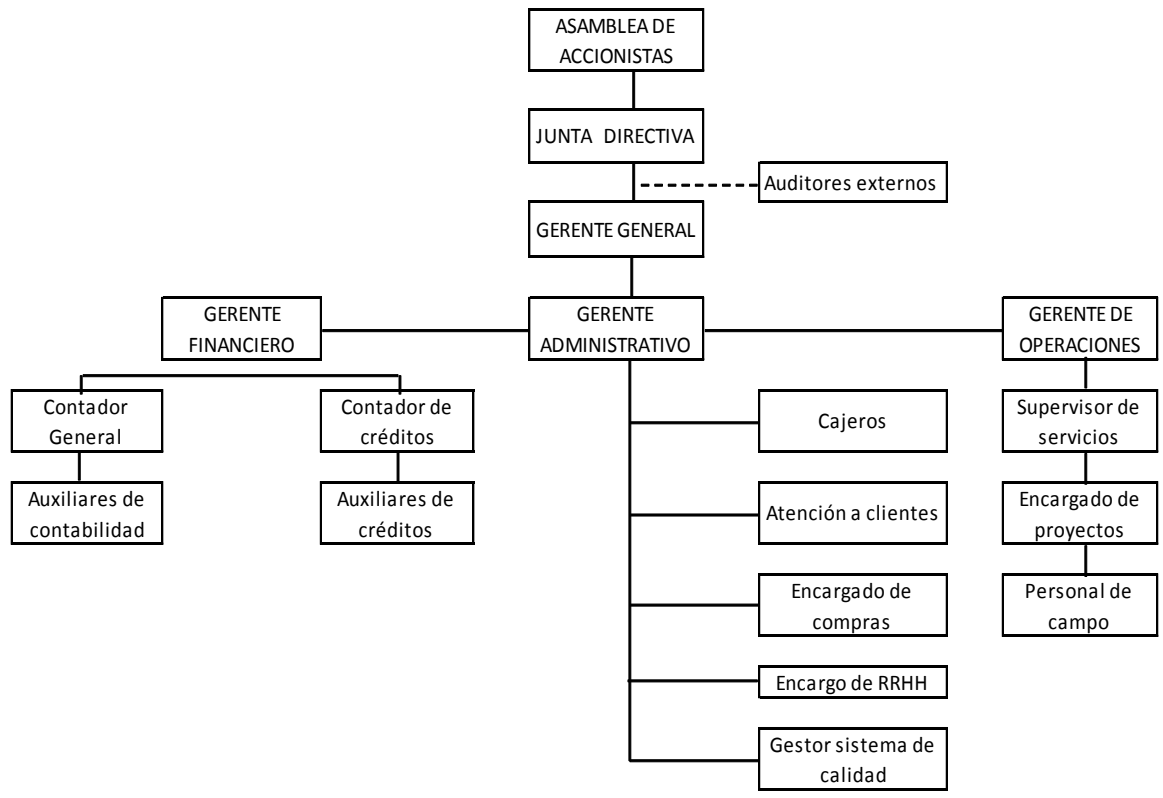 ASAMBLEA DE
ACCIONISTAS
JUNTA DIRECTIVA
Auditores externos
GERENTE GENERAL
GERENTE
FINANCIERO
GERENTE
ADMINISTRATIVO
GERENTE DE
OPERACIONES
Contador
General
Contador de
créditos
Cajeros
Supervisor de
servicios
Auxiliares de
contabilidad
Auxiliares de
créditos
Atención a clientes
Encargado de
proyectos
Encargado de
compras
Personal de
campo
Encargo de RRHH
Gestor sistema de
calidad